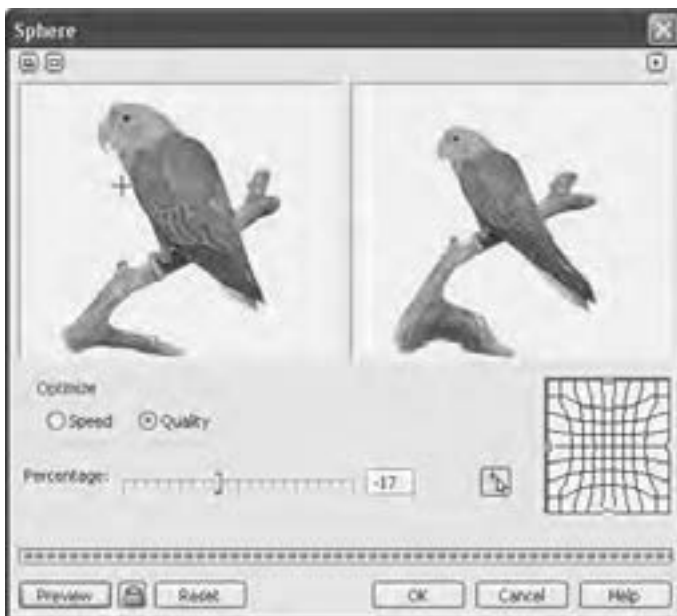 Sphere
Optimize
Speed Quality
Percentage: -17
Preview Reset OK Cancel Help